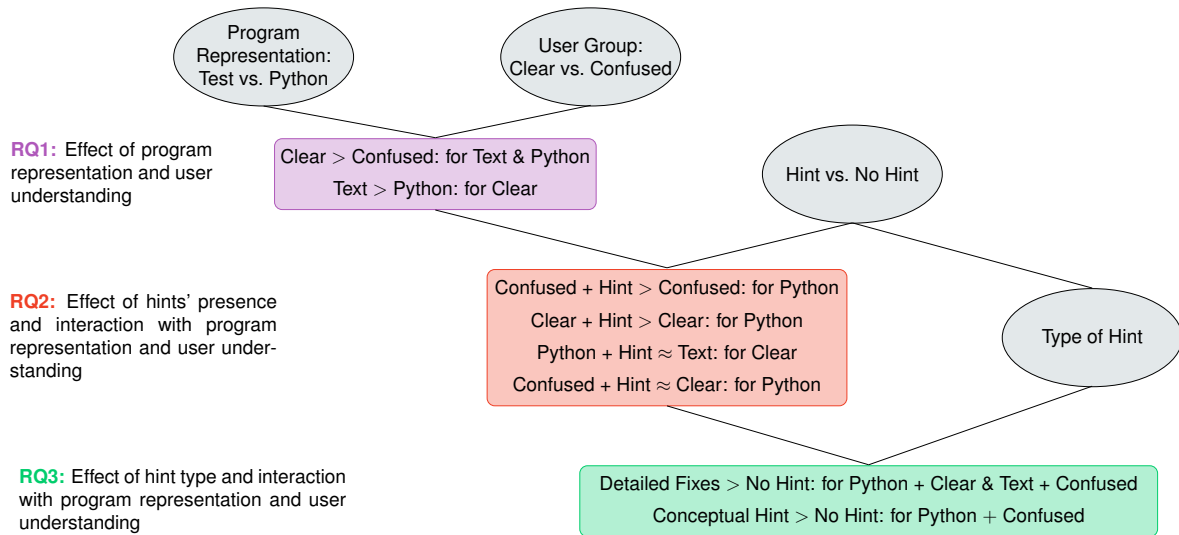 Program
Representation:
Test vs. Python
User Group:
Clear vs. Confused
RQ1: Effect of program
representation and user
understanding
Clear > Confused: for Text & Python
Text > Python: for Clear
Hint vs. No Hint
RQ2: Effect of hints' presence
and interaction with program
representation and user under-
standing
Confused + Hint > Confused: for Python
Clear + Hint > Clear: for Python
Python + Hint ≈ Text: for Clear
Confused + Hint ≈ Clear: for Python
Type of Hint
RQ3: Effect of hint type and interaction
with program representation and user
understanding
Detailed Fixes > No Hint: for Python + Clear & Text + Confused
Conceptual Hint > No Hint: for Python + Confused